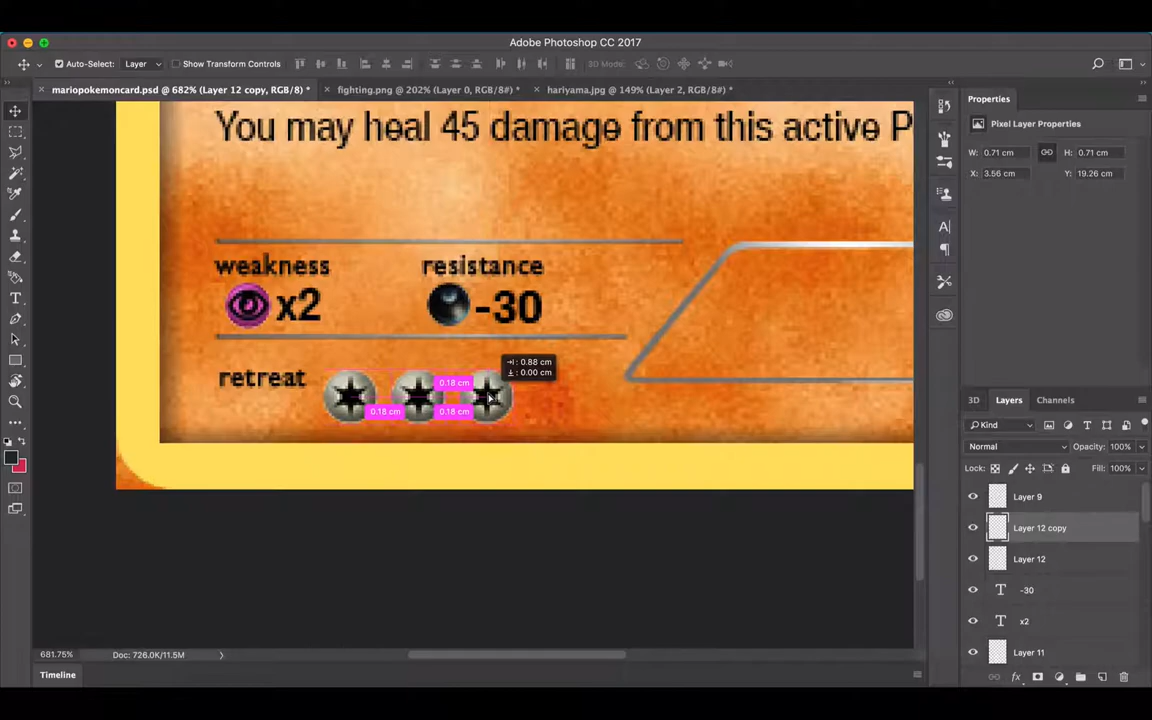 Adobe Photoshop CC 2017
Auto-Select: Layer Show Transform Controls 3D Mode:
mariopokemoncard.psd @ 682% (Layer 12 copy, RGB/8) * fighting.png @ 202% (Layer 0, RGB/8#) * hariyama.jpg @ 149% (Layer 2, RGB/8#) *
Properties
Pixel Layer Properties
W: 0.71 cm H: 0.71 cm
X: 3.56 cm Y: 19.26 cm
You may heal 45 damage from this active P
weakness resistance
x2 -30
retreat
: 0.88 cm
: 0.00 cm
0.18 cm
0.18 cm 0.18 cm
3D Layers Channels
Kind
Normal Opacity: 100%
Lock: Fill: 100%
Layer 9
Layer 12 copy
Layer 12
T -30
T x2
Layer 11
fx
681.75% Doc: 726.0K/11.5M
Timeline